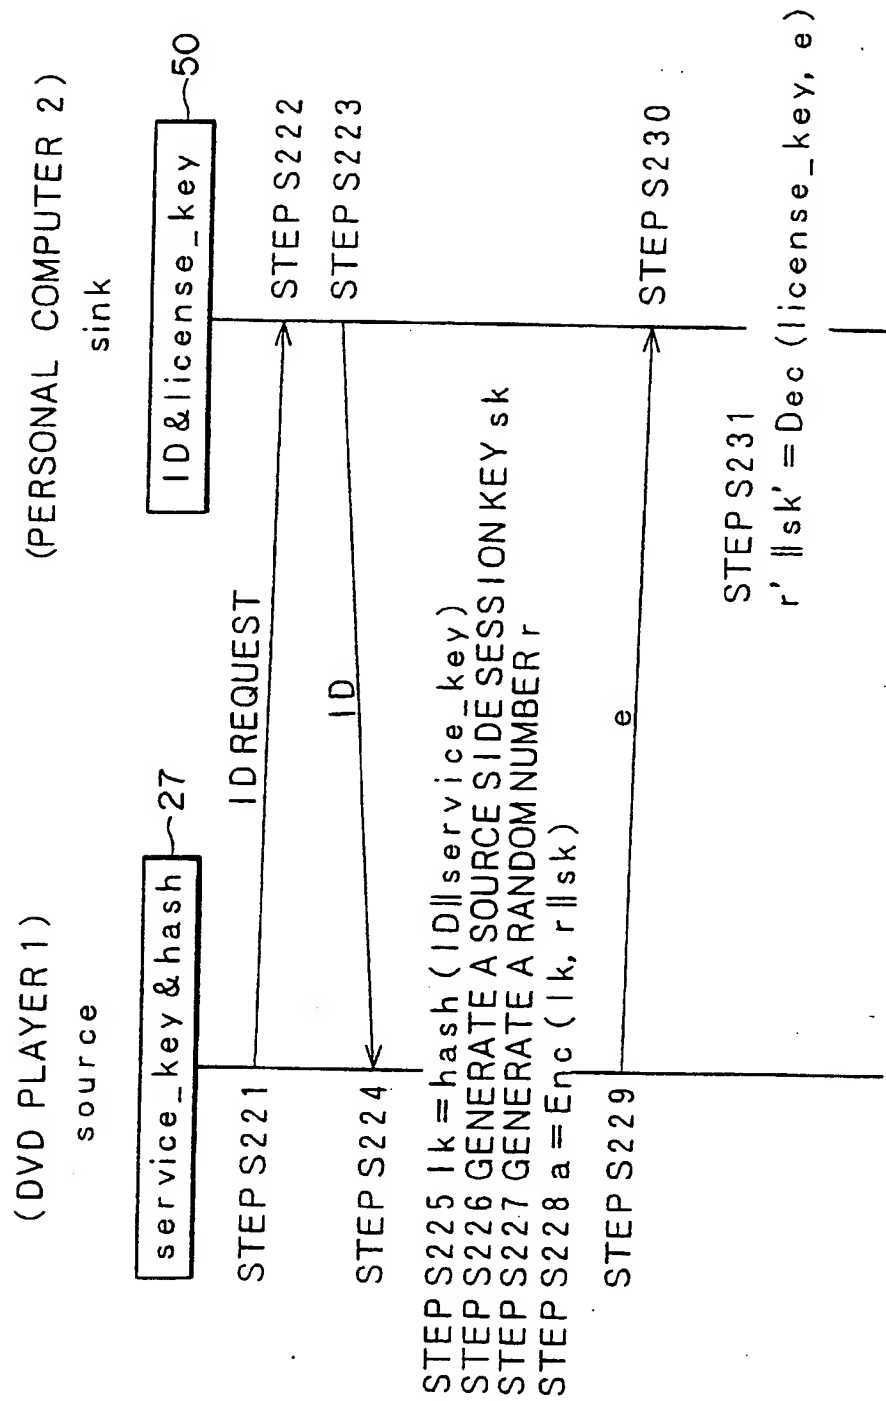 (DVD PLAYER 1)
source
service_key & hash
27
(PERSONAL COMPUTER 2)
sink
ID & license_key
50
STEP S221
ID REQUEST
STEP S222
STEP S223
ID
STEP S224
STEP S225 lk = hash (ID || service_key)
STEP S226 GENERATE A SOURCE SIDE SESSION KEY sk
STEP S227 GENERATE A RANDOM NUMBER r
STEP S228 a = Enc (lk, r || sk)
STEP S229
e
STEP S230
STEP S231
r' || sk' = Dec (license_key, e)